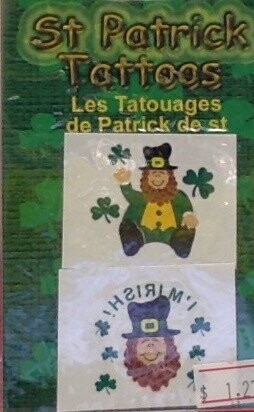 St Patrick
Tattoos
Les Tatouages
de Patrick de st
I'M IRISH!